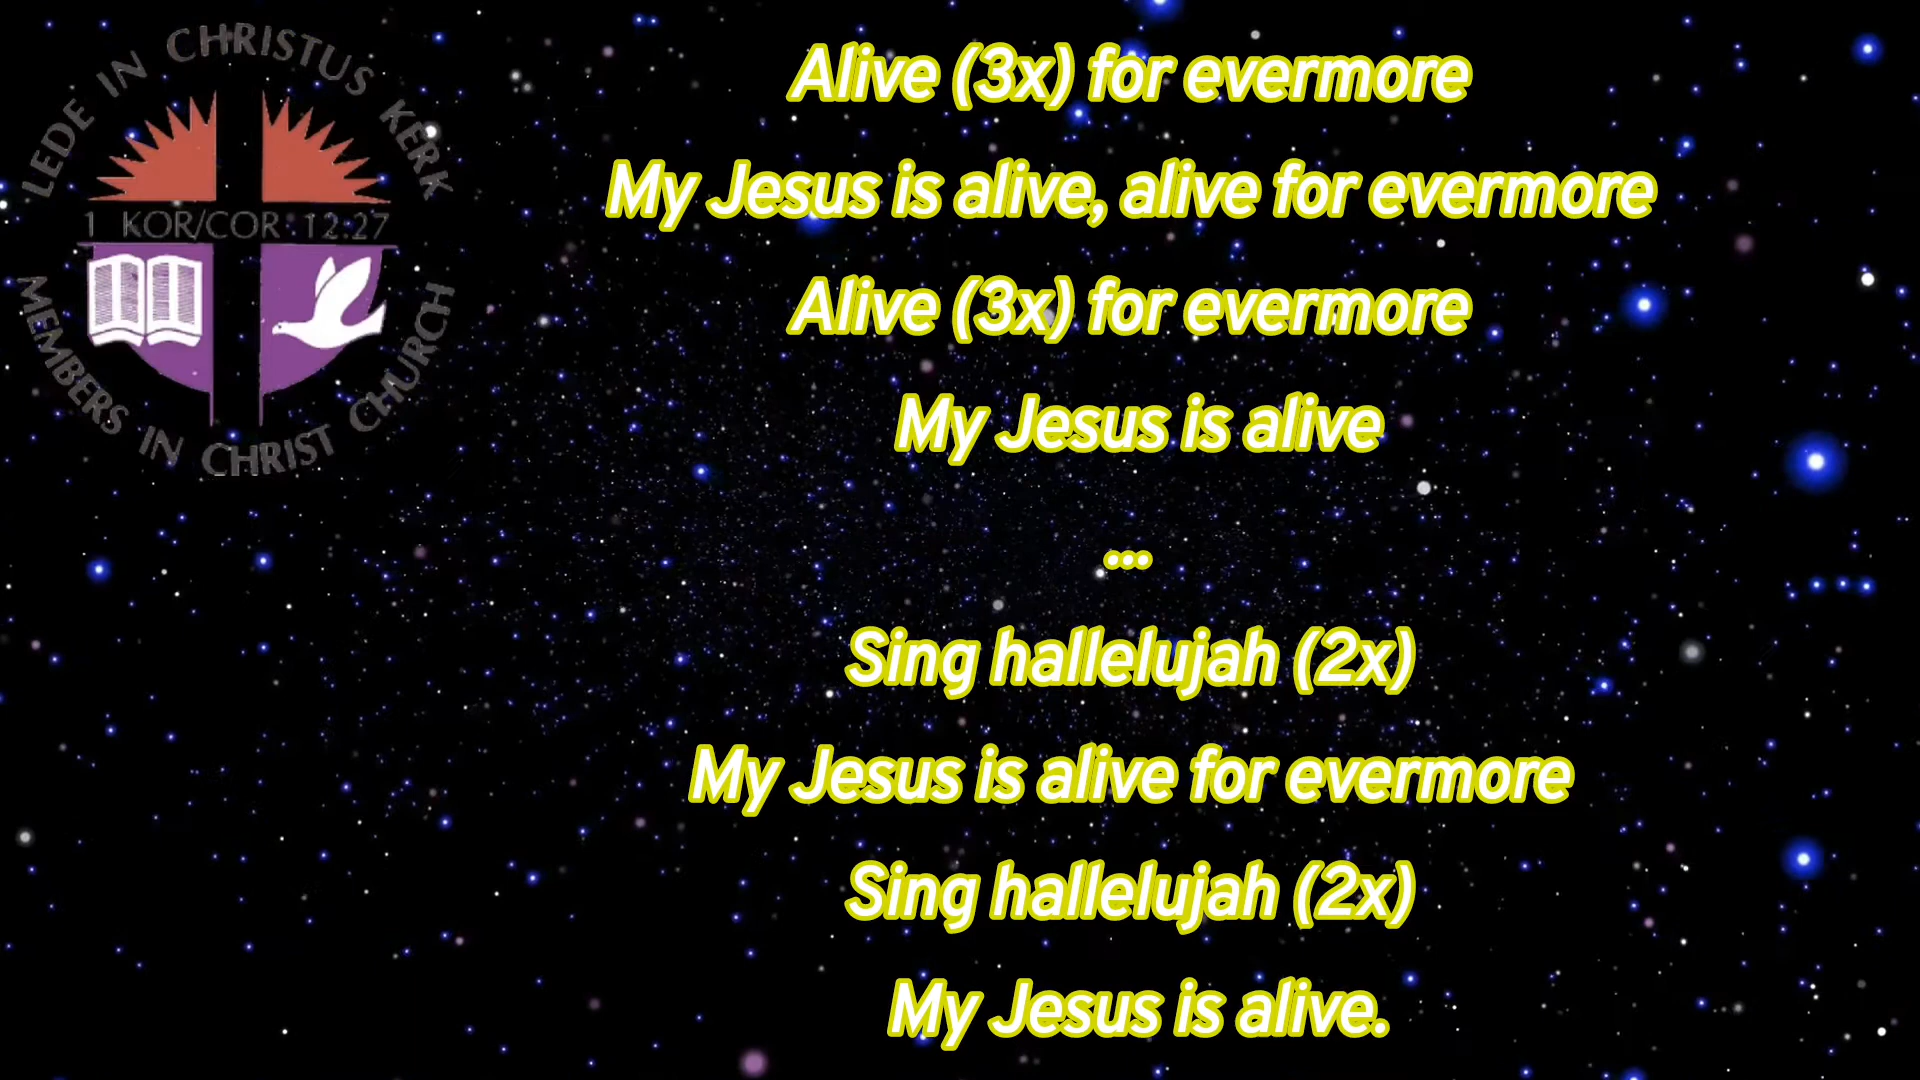 LEDE IN CHRISTUS KERK
1 KOR/COR 12:27
MEMBERS IN CHRIST CHURCH
Alive (3x) for evermore
My Jesus is alive, alive for evermore
Alive (3x) for evermore
My Jesus is alive
...
Sing hallelujah (2x)
My Jesus is alive for evermore
Sing hallelujah (2x)
My Jesus is alive.